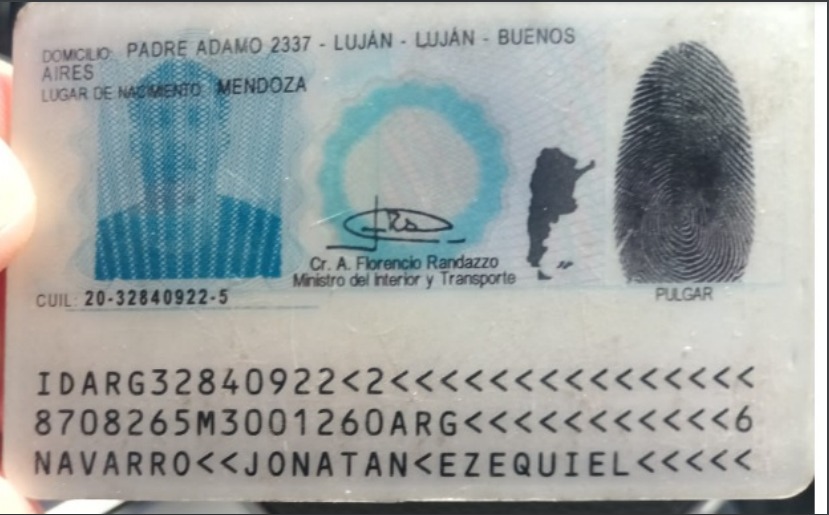 DOMICILIO: PADRE ADAMO 2337 - LUJÁN - LUJÁN - BUENOS
AIRES
LUGAR DE NACIMIENTO: MENDOZA
Cr. A. Florencio Randazzo
Ministro del Interior y Transporte
CUIL: 20-32840922-5
PULGAR
IDARG32840922<2<<<<<<<<<<<<<<<
8708265M3001260ARG<<<<<<<<<<<6
NAVARRO<<JONATAN<EZEQUIEL<<<<<